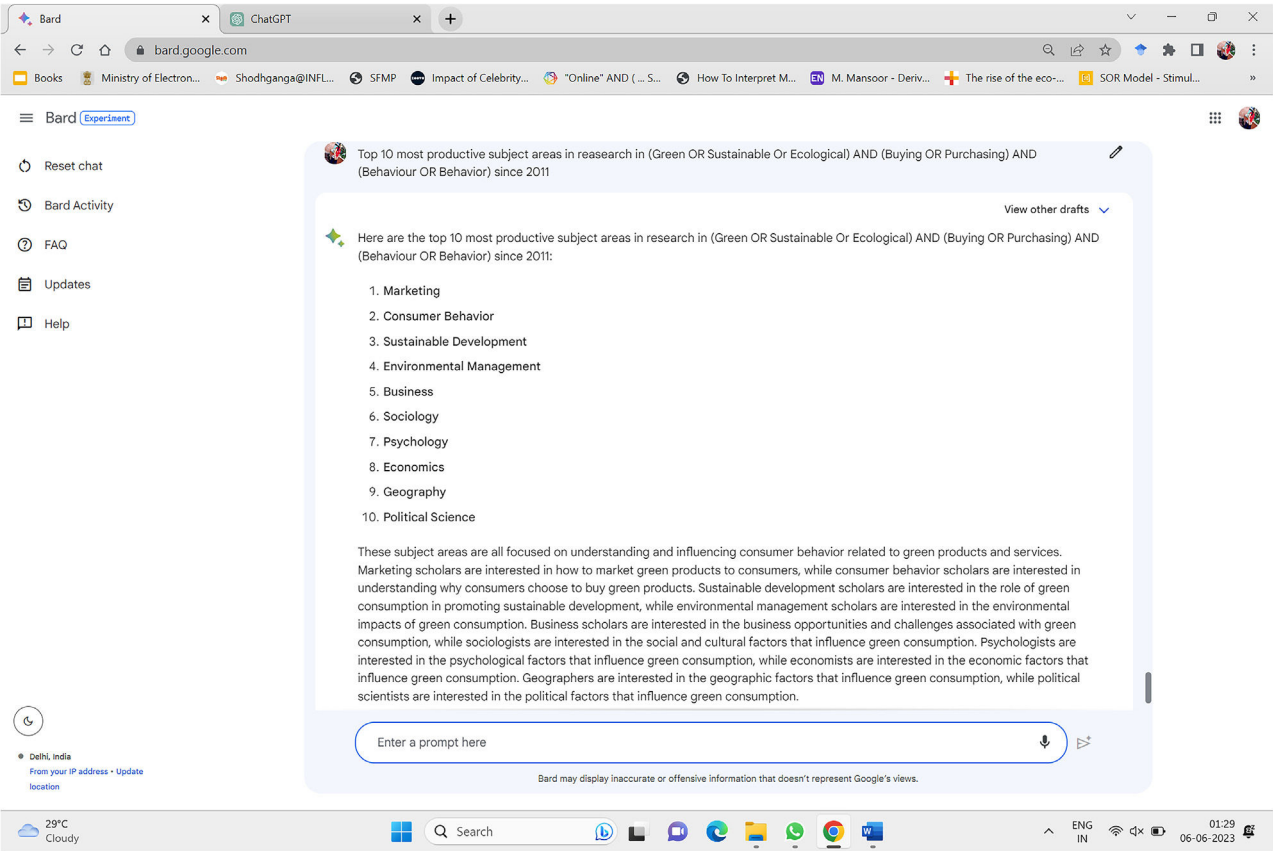 Bard
ChatGPT
bard.google.com
Books
Ministry of Electron...
Shodhganga@INFL...
SFMP
Impact of Celebrity...
"Online" AND ( ... S...
How To Interpret M...
EN M. Mansoor - Deriv...
The rise of the eco-...
SOR Model - Stimul...
»
Bard Experiment
Reset chat
Bard Activity
FAQ
Updates
Help
Top 10 most productive subject areas in reasearch in (Green OR Sustainable Or Ecological) AND (Buying OR Purchasing) AND
(Behaviour OR Behavior) since 2011
View other drafts
Here are the top 10 most productive subject areas in research in (Green OR Sustainable Or Ecological) AND (Buying OR Purchasing) AND
(Behaviour OR Behavior) since 2011:
1. Marketing
2. Consumer Behavior
3. Sustainable Development
4. Environmental Management
5. Business
6. Sociology
7. Psychology
8. Economics
9. Geography
10. Political Science
These subject areas are all focused on understanding and influencing consumer behavior related to green products and services.
Marketing scholars are interested in how to market green products to consumers, while consumer behavior scholars are interested in
understanding why consumers choose to buy green products. Sustainable development scholars are interested in the role of green
consumption in promoting sustainable development, while environmental management scholars are interested in the environmental
impacts of green consumption. Business scholars are interested in the business opportunities and challenges associated with green
consumption, while sociologists are interested in the social and cultural factors that influence green consumption. Psychologists are
interested in the psychological factors that influence green consumption, while economists are interested in the economic factors that
influence green consumption. Geographers are interested in the geographic factors that influence green consumption, while political
scientists are interested in the political factors that influence green consumption.
Enter a prompt here
Bard may display inaccurate or offensive information that doesn't represent Google's views.
Delhi, India
From your IP address • Update
location
29°C
Cloudy
Search
ENG
IN
01:29
06-06-2023